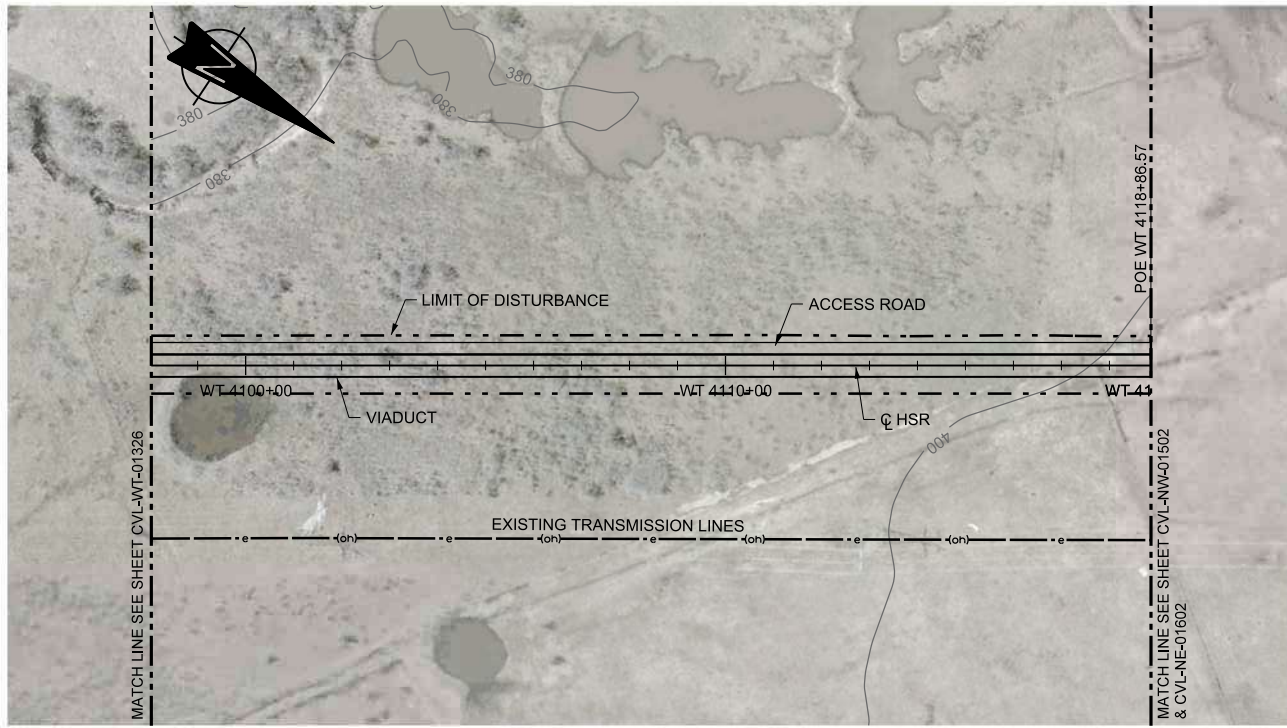 380
380
380
380
POE WT 4118+86.57
LIMIT OF DISTURBANCE
ACCESS ROAD
WT 4100+00
WT 4110+00
WT 41
VIADUCT
℄ HSR
400
MATCH LINE SEE SHEET CVL-WT-01326
MATCH LINE SEE SHEET CVL-NW-01502
& CVL-NE-01602
EXISTING TRANSMISSION LINES
e (oh) e (oh) e (oh) e (oh) e